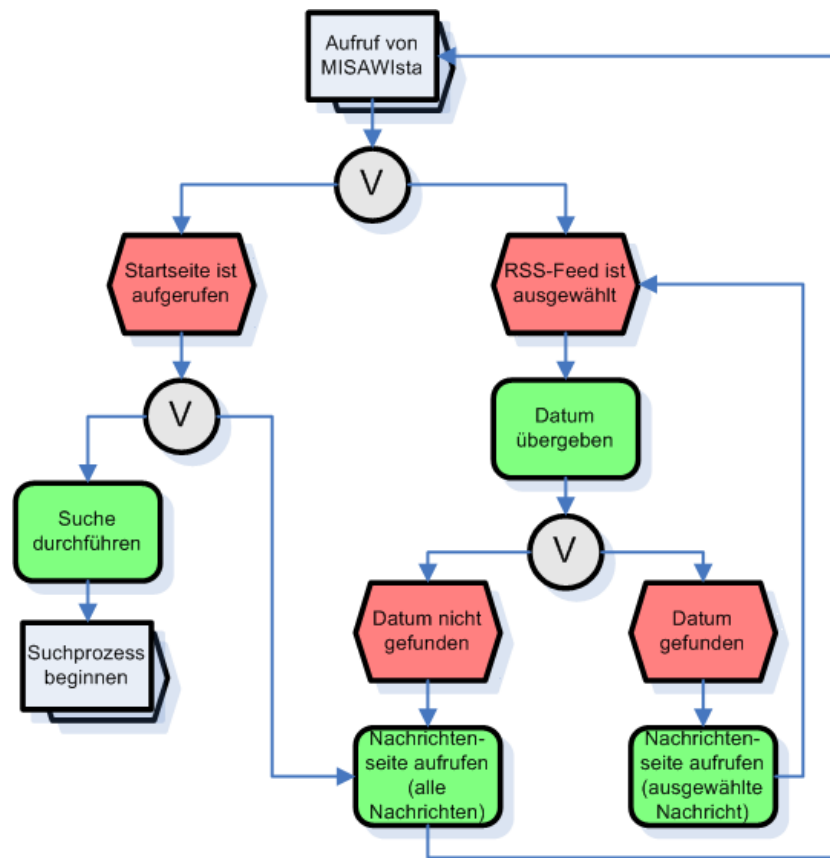 Aufruf von
MISAWIsta
V
Startseite ist
aufgerufen
RSS-Feed ist
ausgewählt
V
Datum
übergeben
Suche
durchführen
V
Suchprozess
beginnen
Datum nicht
gefunden
Datum
gefunden
Nachrichten-
seite aufrufen
(alle
Nachrichten)
Nachrichten-
seite aufrufen
(ausgewählte
Nachricht)